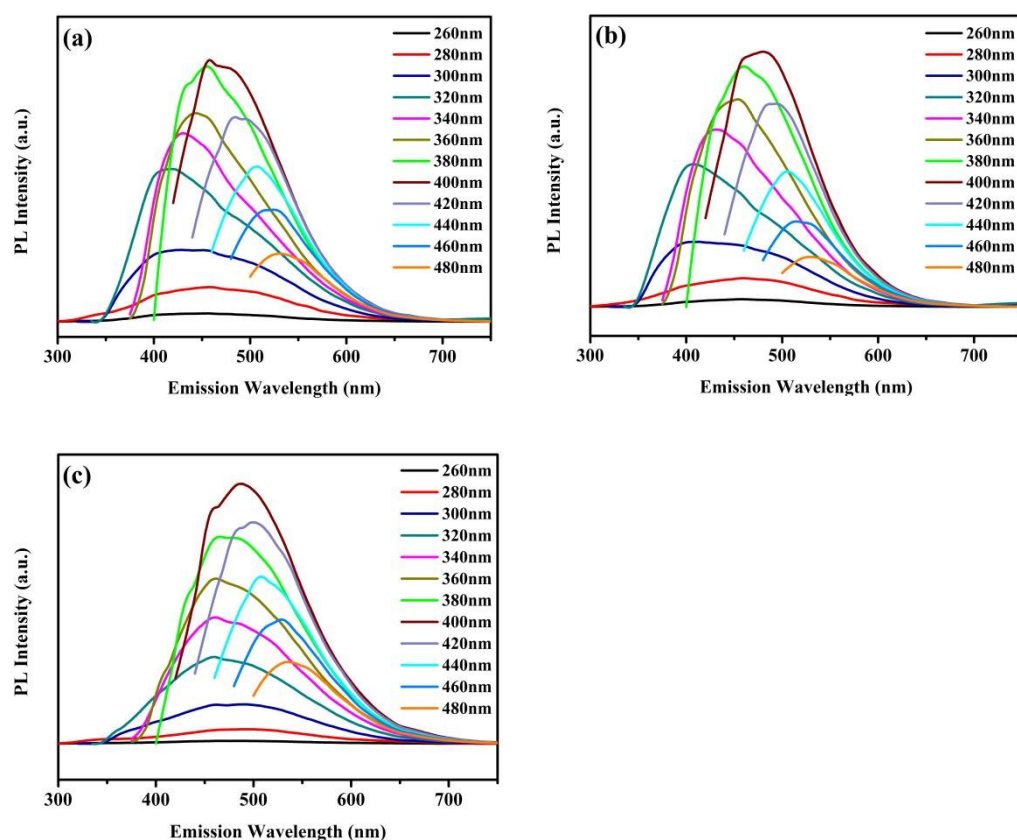 (a)
260nm
280nm
300nm
320nm
340nm
360nm
380nm
400nm
420nm
440nm
460nm
480nm
PL Intensity (a.u.)
300 400 500 600 700
Emission Wavelength (nm)
(b)
260nm
280nm
300nm
320nm
340nm
360nm
380nm
400nm
420nm
440nm
460nm
480nm
PL Intensity (a.u.)
300 400 500 600 700
Emission Wavelength (nm)
(c)
260nm
280nm
300nm
320nm
340nm
360nm
380nm
400nm
420nm
440nm
460nm
480nm
PL Intensity (a.u.)
300 400 500 600 700
Emission Wavelength (nm)